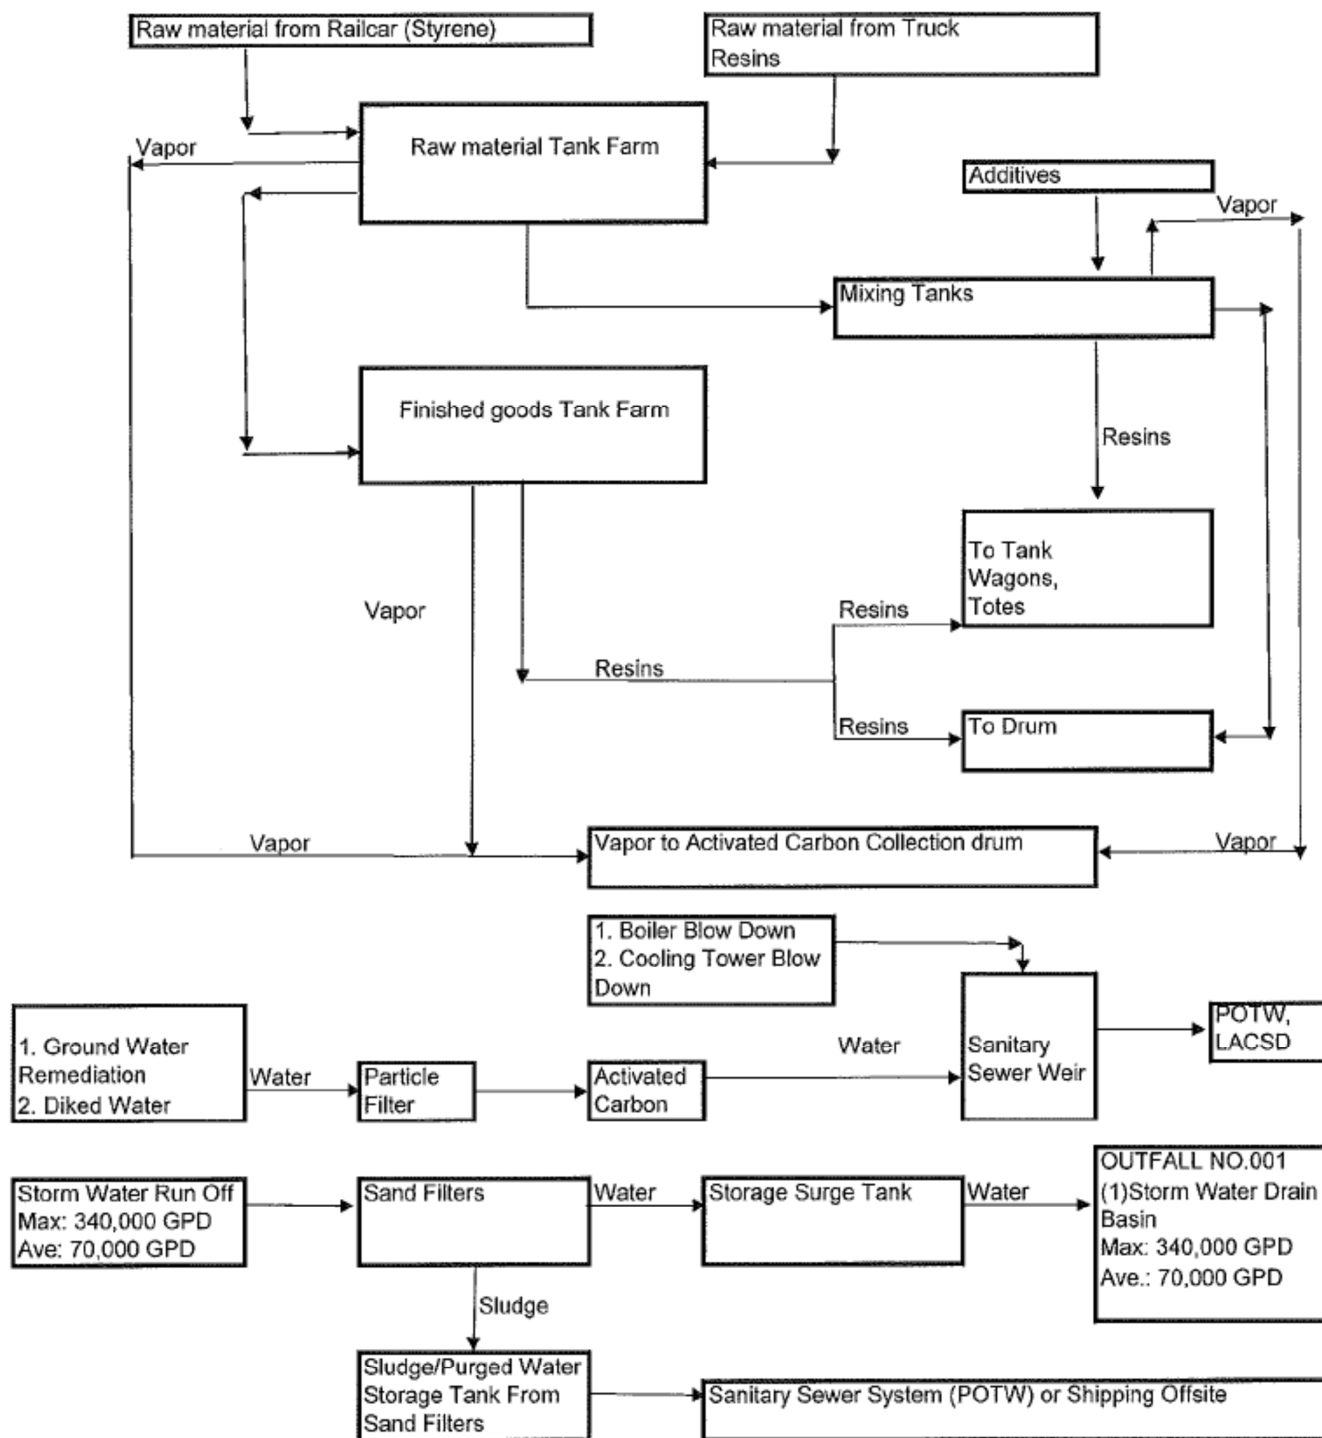 Raw material from Railcar (Styrene)
Raw material from Truck
Resins
Vapor
Raw material Tank Farm
Additives
Vapor
Mixing Tanks
Finished goods Tank Farm
Resins
To Tank
Wagons,
Totes
Vapor
Resins
Resins
Resins
To Drum
Vapor
Vapor to Activated Carbon Collection drum
Vapor
1. Boiler Blow Down
2. Cooling Tower Blow
Down
1. Ground Water
Remediation
2. Diked Water
Water
Particle
Filter
Activated
Carbon
Water
Sanitary
Sewer Weir
POTW,
LACSD
Storm Water Run Off
Max: 340,000 GPD
Ave: 70,000 GPD
Sand Filters
Water
Storage Surge Tank
Water
OUTFALL NO.001
(1)Storm Water Drain
Basin
Max: 340,000 GPD
Ave.: 70,000 GPD
Sludge
Sludge/Purged Water
Storage Tank From
Sand Filters
Sanitary Sewer System (POTW) or Shipping Offsite